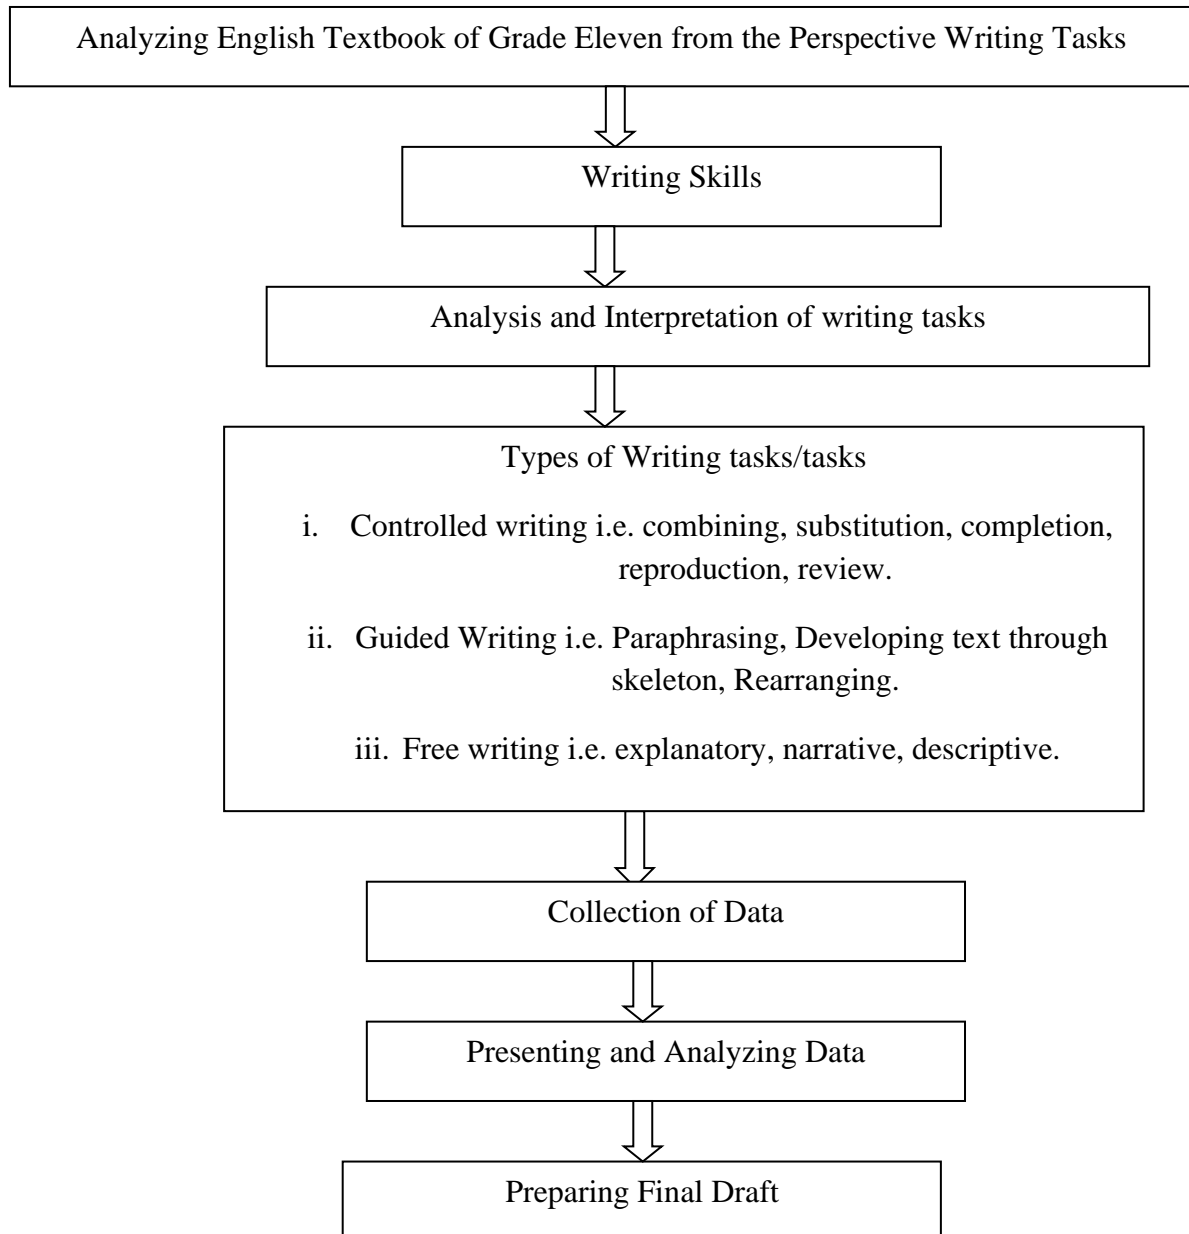 Analyzing English Textbook of Grade Eleven from the Perspective Writing Tasks
Writing Skills
Analysis and Interpretation of writing tasks
Types of Writing tasks/tasks
i. Controlled writing i.e. combining, substitution, completion,
reproduction, review.
ii. Guided Writing i.e. Paraphrasing, Developing text through
skeleton, Rearranging.
iii. Free writing i.e. explanatory, narrative, descriptive.
Collection of Data
Presenting and Analyzing Data
Preparing Final Draft